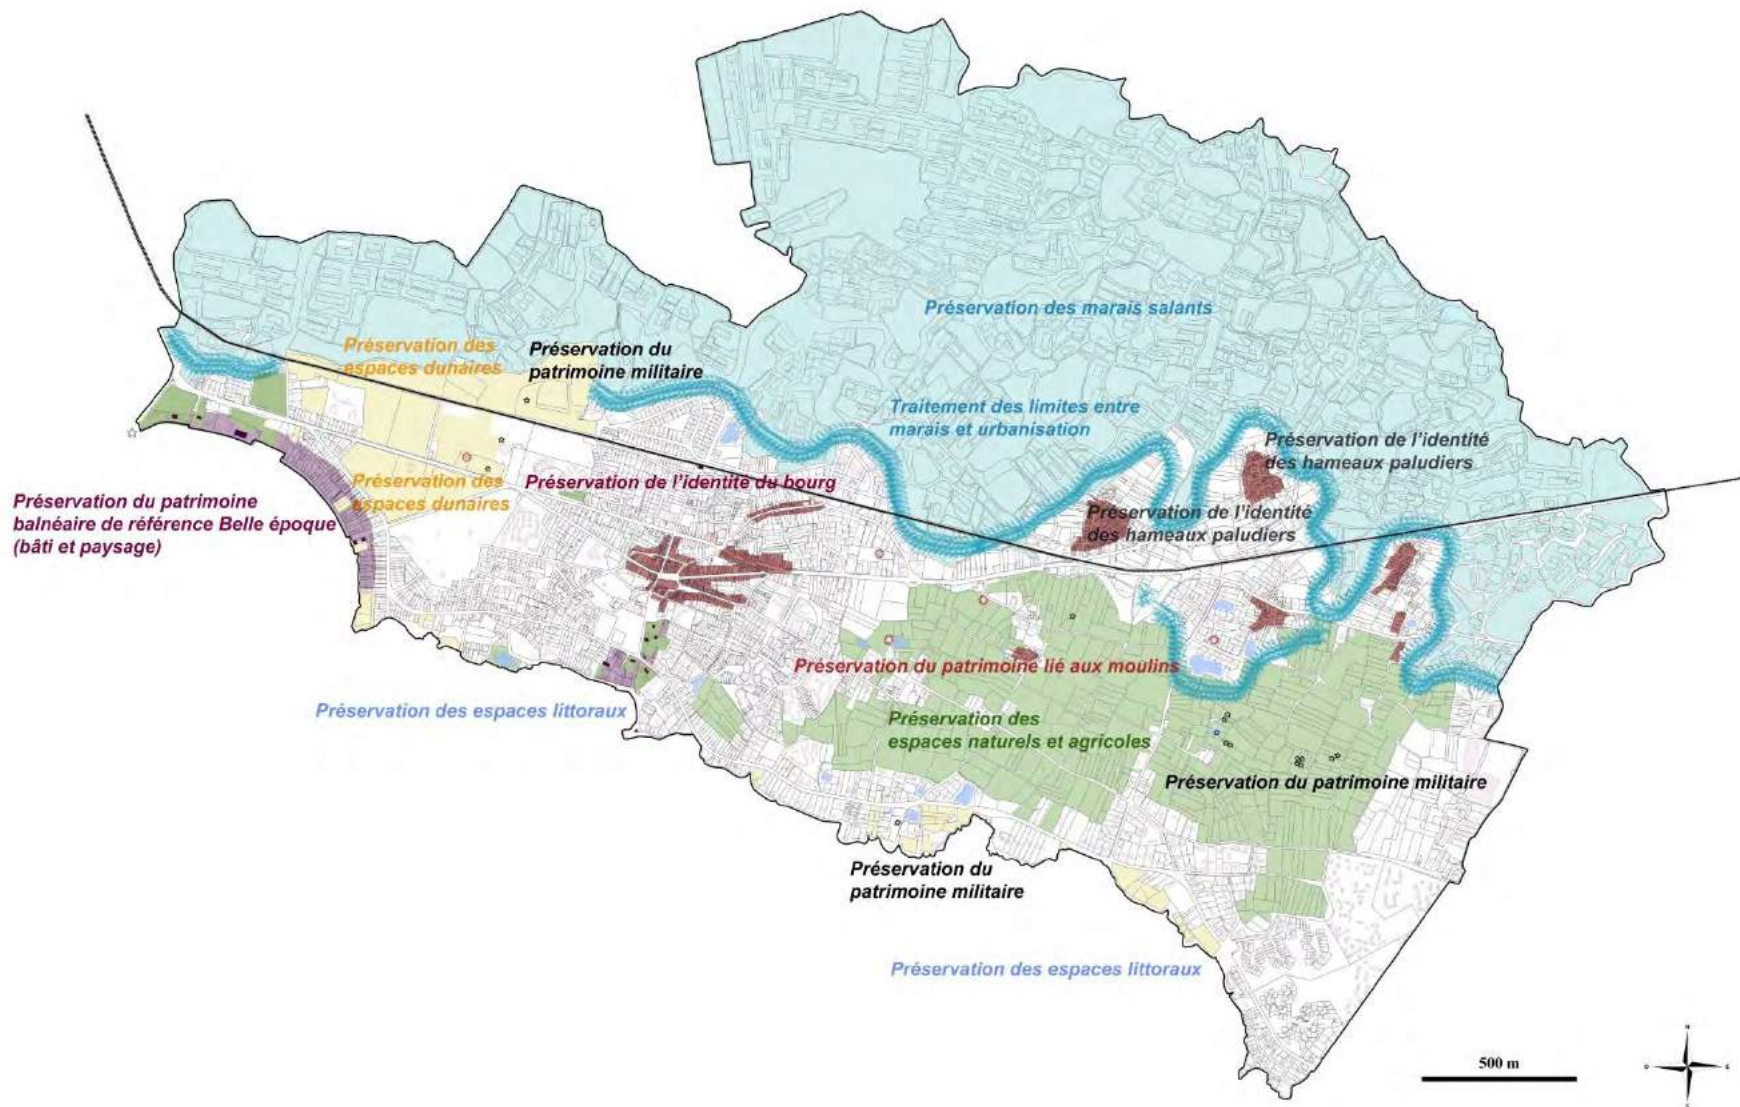 Préservation des marais salants
Préservation des
espaces dunaires
Préservation du
patrimoine militaire
Traitement des limites entre
marais et urbanisation
Préservation de l'identité
des hameaux paludiers
Préservation du patrimoine
balnéaire de référence Belle époque
(bâti et paysage)
Préservation des
espaces dunaires
Préservation de l'identité du bourg
Préservation de l'identité
des hameaux paludiers
Préservation du patrimoine lié aux moulins
Préservation des espaces littoraux
Préservation des
espaces naturels et agricoles
Préservation du patrimoine militaire
Préservation du
patrimoine militaire
Préservation des espaces littoraux
500 m
N
O
E
S